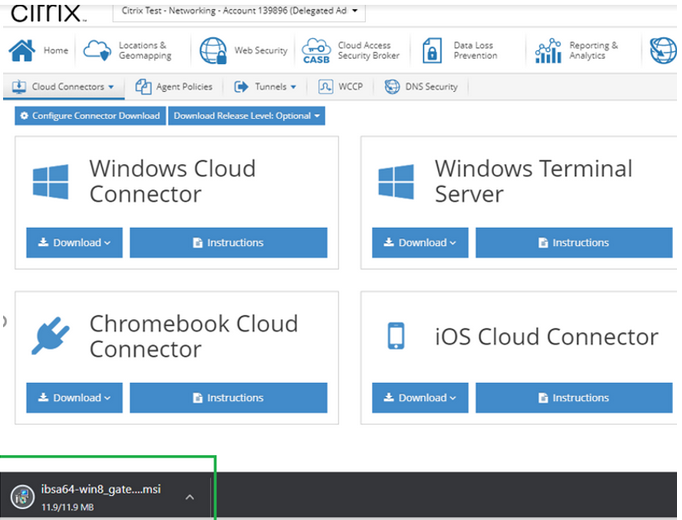 CITRIX
Citrix Test - Networking - Account 139896 (Delegated Ad
Home
Locations &
Geomapping
Web Security
CASB
Cloud Access
Security Broker
Data Loss
Prevention
Reporting &
Analytics
Cloud Connectors
Agent Policies
Tunnels
WCCP
DNS Security
Configure Connector Download
Download Release Level: Optional
Windows Cloud
Connector
Download
Instructions
Windows Terminal
Server
Download
Instructions
Chromebook Cloud
Connector
Download
Instructions
iOS Cloud Connector
Download
Instructions
ibsa64-win8_gate....msi
11.9/11.9 MB